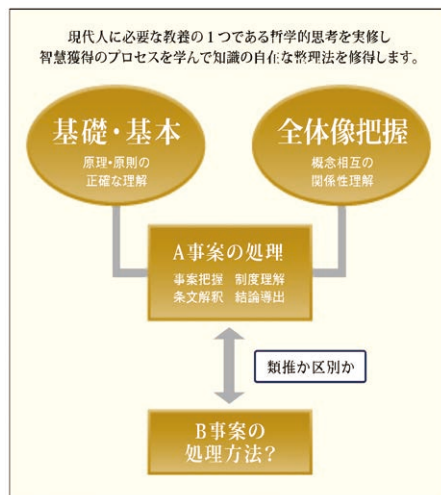 現代人に必要な教養の1つである哲学的思考を実修し
智慧獲得のプロセスを学んで知識の自在な整理法を修得します。
基礎・基本
原理・原則の
正確な理解
全体像把握
概念相互の
関係性理解
A事案の処理
事案把握　制度理解
条文解釈　結論導出
類推か区別か
B事案の
処理方法？